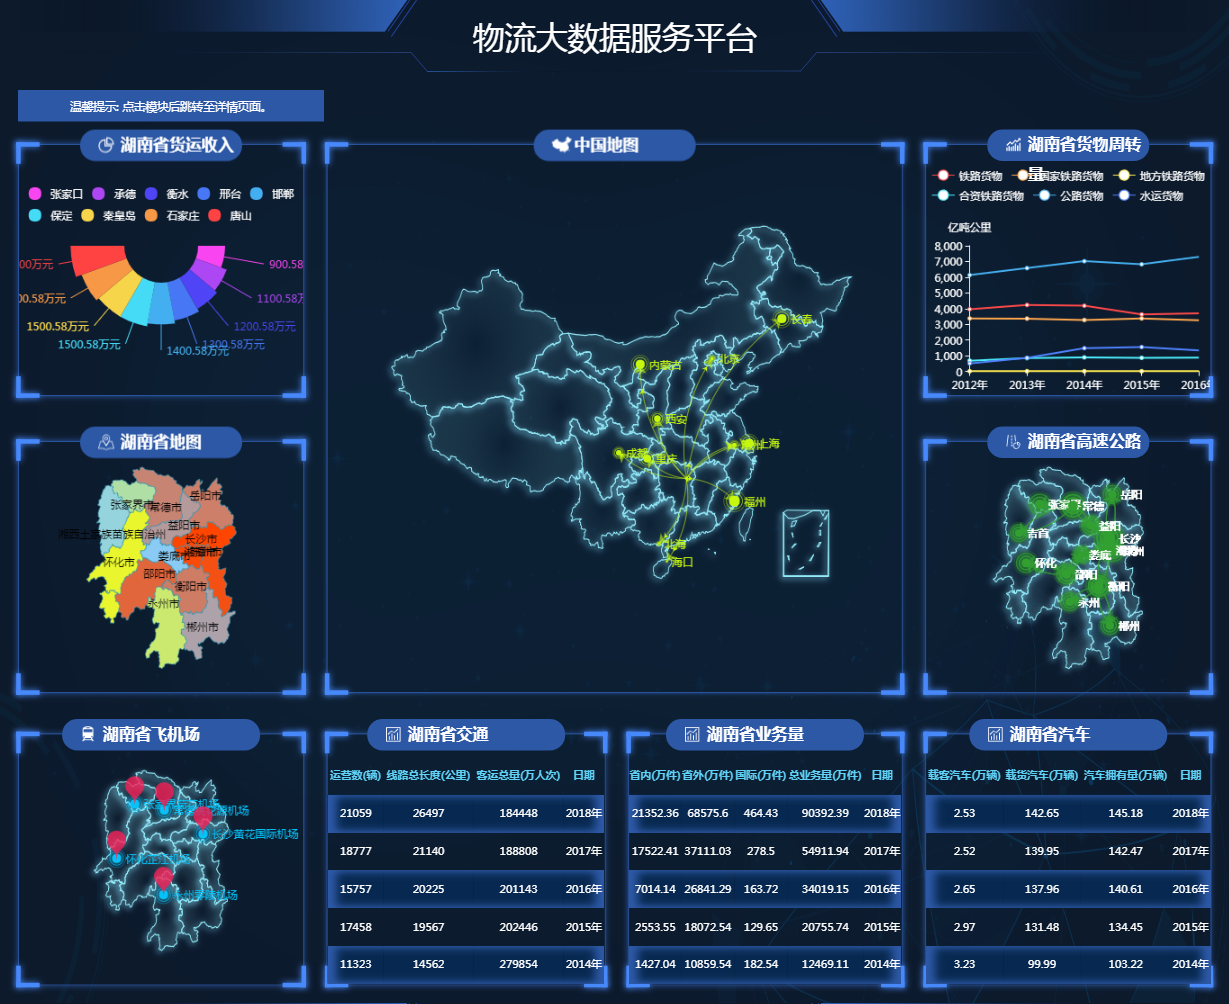 物流大数据服务平台
温馨提示: 点击模块后跳转至详情页面。
湖南省货运收入
张家口 承德 衡水 邢台 邯郸
保定 秦皇岛 石家庄 唐山
00万元
900.58
00.58万元
1100.58万
1500.58万元
1200.58万元
1500.58万元
1300.58万元
1400.58万元
中国地图
长春
北京
内蒙古
西安
上海
成都
重庆
福州
北海
海口
湖南省货物周转量
铁路货物 国家铁路货物 地方铁路货物
合资铁路货物 公路货物 水运货物
亿吨公里
8,000
7,000
6,000
5,000
4,000
3,000
2,000
1,000
0
2012年 2013年 2014年 2015年 2016年
湖南省地图
岳阳市
张家界市
常德市
益阳市
苗族自治州
长沙市
娄底市
怀化市
邵阳市
衡阳市
永州市
郴州市
湖南省高速公路
岳阳
张家
常德
益阳
吉首
长沙
娄底
怀化
邵阳
衡阳
永州
郴州
湖南省飞机场
长沙黄花国际机场
怀化芷江机场
永州零陵机场
湖南省交通
运营数(辆) 线路总长度(公里) 客运总量(万人次) 日期
21059 26497 184448 2018年
18777 21140 188808 2017年
15757 20225 201143 2016年
17458 19567 202446 2015年
11323 14562 279854 2014年
湖南省业务量
省内(万件) 省外(万件) 国际(万件) 总业务量(万件) 日期
21352.36 68575.6 464.43 90392.39 2018年
17522.41 37111.03 278.5 54911.94 2017年
7014.14 26841.29 163.72 34019.15 2016年
2553.55 18072.54 129.65 20755.74 2015年
1427.04 10859.54 182.54 12469.11 2014年
湖南省汽车
载客汽车(万辆) 载货汽车(万辆) 汽车拥有量(万辆) 日期
2.53 142.65 145.18 2018年
2.52 139.95 142.47 2017年
2.65 137.96 140.61 2016年
2.97 131.48 134.45 2015年
3.23 99.99 103.22 2014年